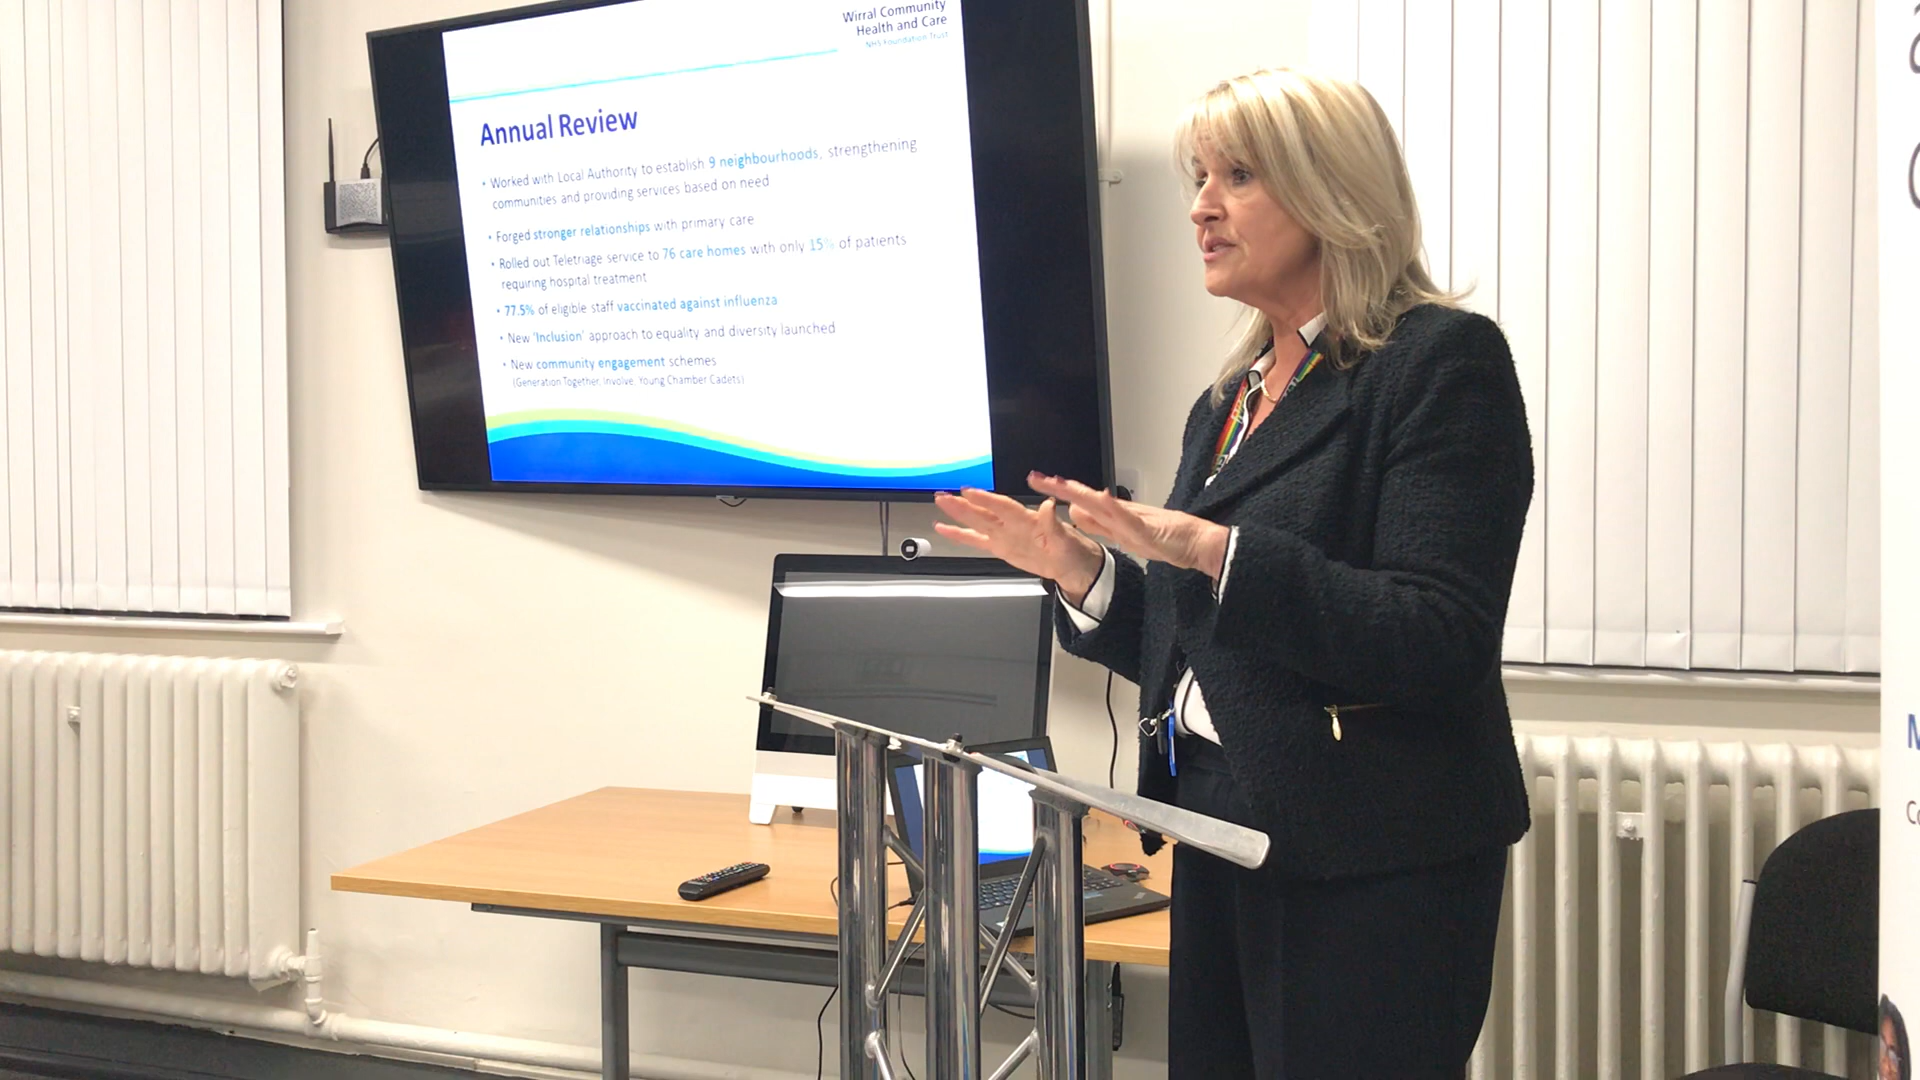 Wirral Community
Health and Care
NHS Foundation Trust
Annual Review
• Worked with Local Authority to establish 9 neighbourhoods, strengthening
communities and providing services based on need
• Forged stronger relationships with primary care
• Rolled out Teletriage service to 76 care homes with only 15% of patients
requiring hospital treatment
• 77.5% of eligible staff vaccinated against influenza
• New 'Inclusion' approach to equality and diversity launched
• New community engagement schemes
(Generation Together, Involve, Young Chamber Cadets)